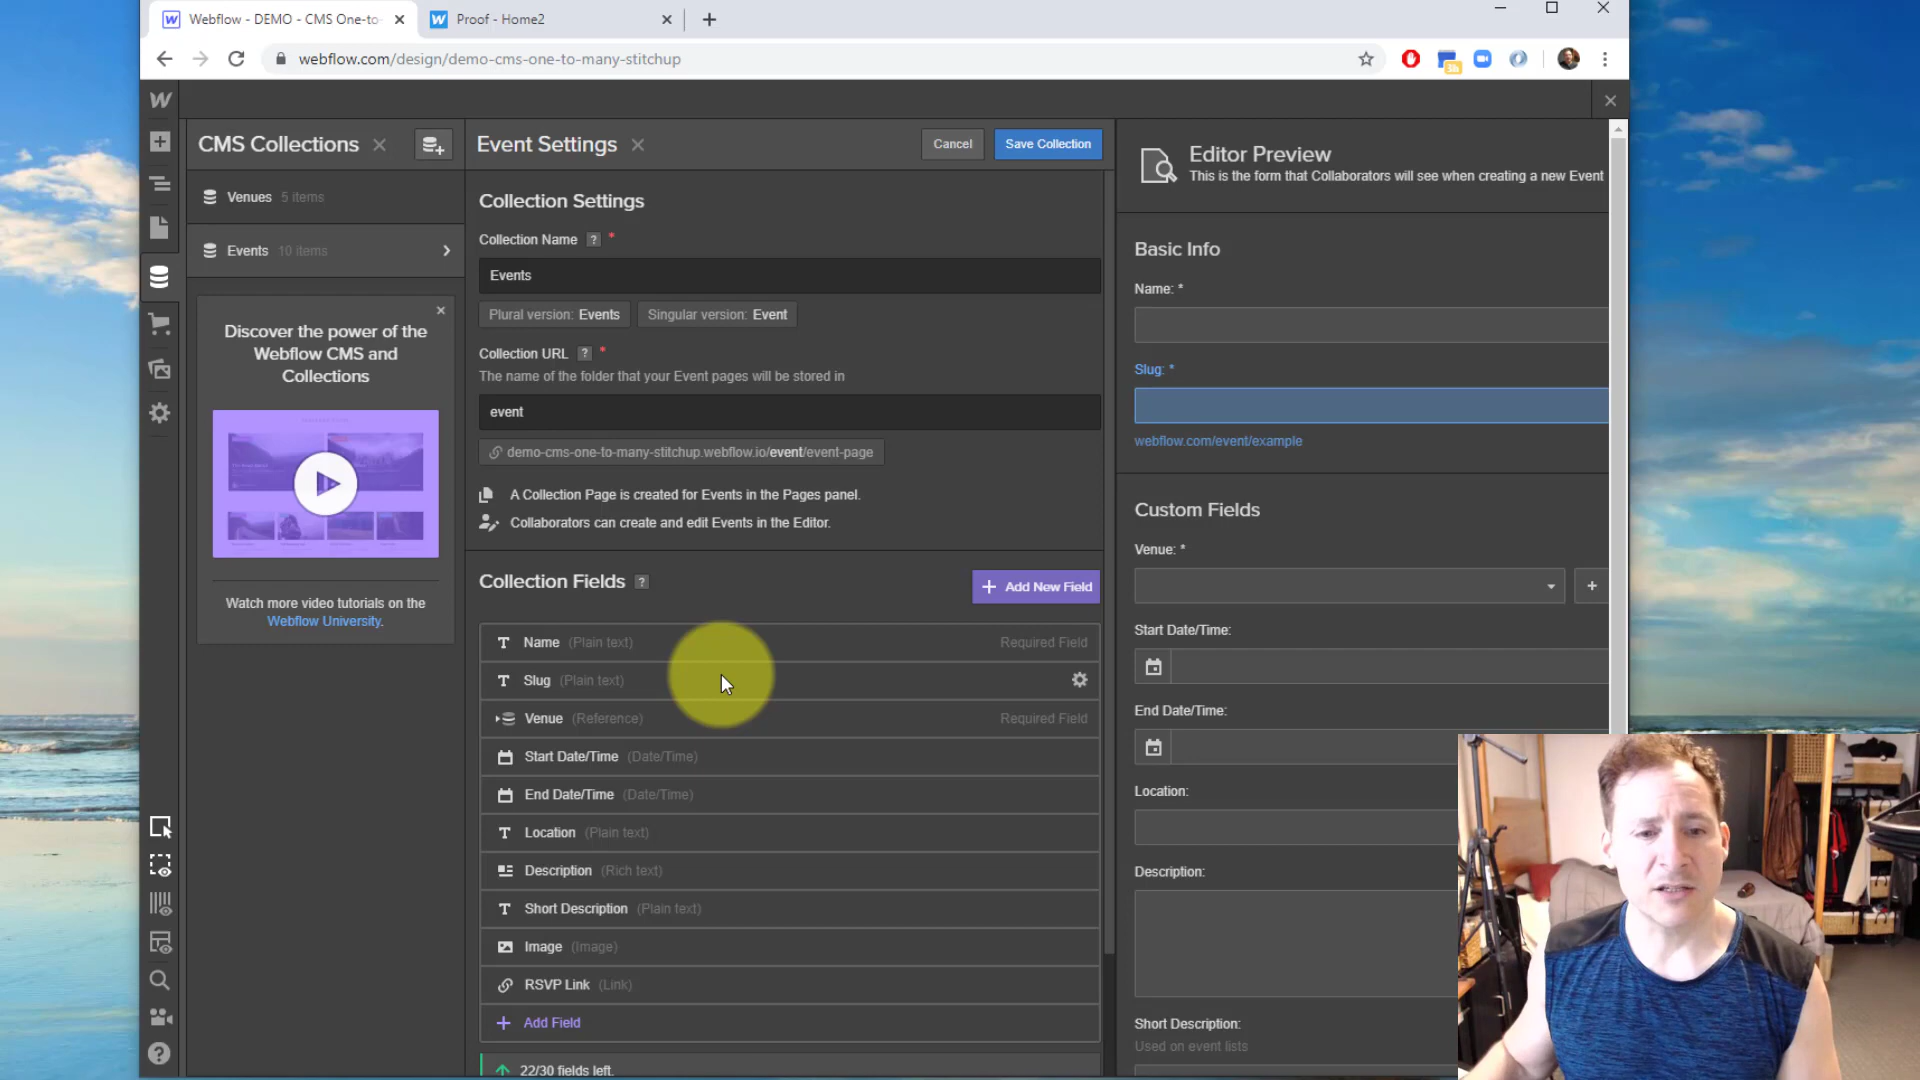 Webflow - DEMO - CMS One-to-
Proof - Home2
webflow.com/design/demo-cms-one-to-many-stitchup
CMS Collections
Venues 5 items
Events 10 items
Discover the power of the
Webflow CMS and
Collections
Watch more video tutorials on the
Webflow University.
Event Settings
Cancel
Save Collection
Collection Settings
Collection Name ? *
Events
Plural version: Events
Singular version: Event
Collection URL ? *
The name of the folder that your Event pages will be stored in
event
demo-cms-one-to-many-stitchup.webflow.io/event/event-page
A Collection Page is created for Events in the Pages panel.
Collaborators can create and edit Events in the Editor.
Collection Fields ?
Add New Field
Name (Plain text) Required Field
Slug (Plain text)
Venue (Reference) Required Field
Start Date/Time (Date/Time)
End Date/Time (Date/Time)
Location (Plain text)
Description (Rich text)
Short Description (Plain text)
Image (Image)
RSVP Link (Link)
Add Field
22/30 fields left.
Editor Preview
This is the form that Collaborators will see when creating a new Event
Basic Info
Name: *
Slug: *
webflow.com/event/example
Custom Fields
Venue: *
Start Date/Time:
End Date/Time:
Location:
Description:
Short Description:
Used on event lists